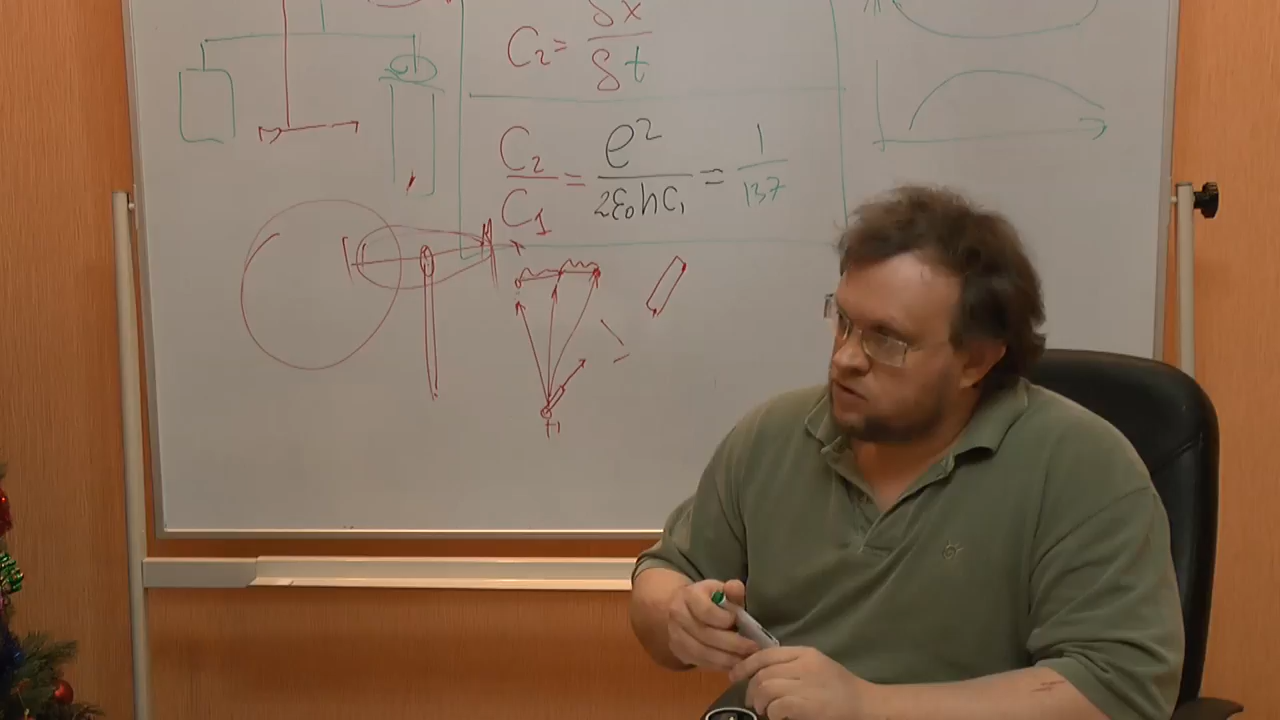 C₂ = δx / δt
C₂ / C₁ = e² / 2ε₀hC₁ = 1 / 137